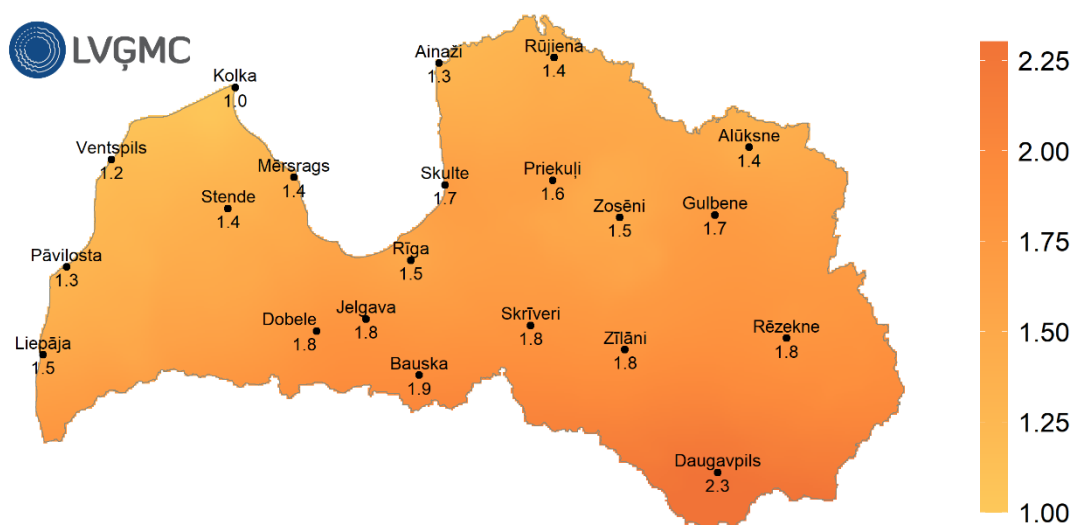 LVĢMC
Kolka
1.0
Ainaži
1.3
Rūjiena
1.4
Ventspils
1.2
Mērsrags
1.4
Stende
1.4
Skulte
1.7
Priekuļi
1.6
Alūksne
1.4
Zosēni
1.5
Gulbene
1.7
Pāvilosta
1.3
Rīga
1.5
Liepāja
1.5
Dobele
1.8
Jelgava
1.8
Bauska
1.9
Skrīveri
1.8
Zīlāni
1.8
Rēzekne
1.8
Daugavpils
2.3
2.25
2.00
1.75
1.50
1.25
1.00